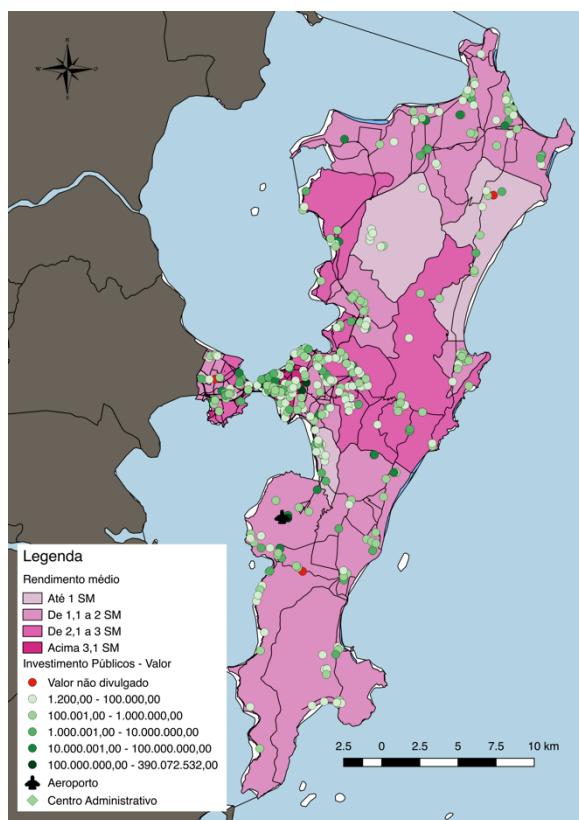 N
Legenda
Rendimento médio
Até 1 SM
De 1,1 a 2 SM
De 2,1 a 3 SM
Acima 3,1 SM
Investimento Públicos - Valor
Valor não divulgado
1.200,00 - 100.000,00
100.001,00 - 1.000.000,00
1.000.001,00 - 10.000.000,00
10.000.001,00 - 100.000.000,00
100.000.000,00 - 390.072.532,00
Aeroporto
Centro Administrativo
2.5 0 2.5 5 7.5 10 km